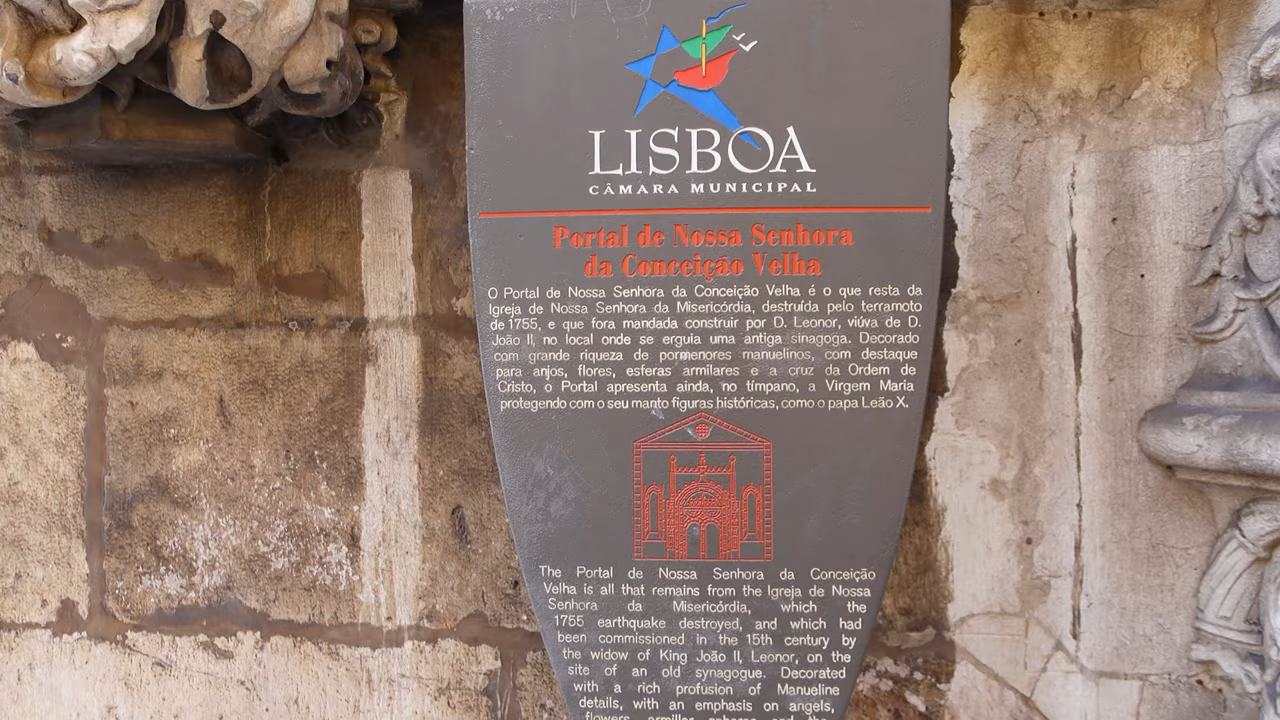 LISBOA
CÂMARA MUNICIPAL
Portal de Nossa Senhora
da Conceição Velha
O Portal de Nossa Senhora da Conceição Velha é o que resta da
Igreja de Nossa Senhora da Misericórdia, destruída pelo terramoto
de 1755, e que fora mandada construir por D. Leonor, viúva de D.
João II, no local onde se erguia uma antiga sinagoga. Decorado
com grande riqueza de pormenores manuelinos, com destaque
para anjos, flores, esferas armilares e a cruz da Ordem de
Cristo, o Portal apresenta ainda, no tímpano, a Virgem Maria
protegendo com o seu manto figuras históricas, como o papa Leão X.
The Portal de Nossa Senhora da Conceição
Velha is all that remains from the Igreja de Nossa
Senhora da Misericórdia, which the
1755 earthquake destroyed, and which had
been commissioned in the 15th century by
the widow of King João II, Leonor, on the
site of an old synagogue. Decorated
with a rich profusion of Manueline
details, with an emphasis on angels,
flowers, armillar spheres and the